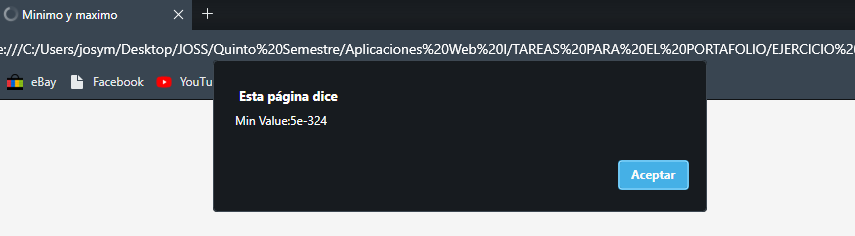 Minimo y maximo
e:///C:/Users/josym/Desktop/JOSS/Quinto%20Semestre/Aplicaciones%20Web%20I/TAREAS%20PARA%20EL%20PORTAFOLIO/EJERCICIO%20
eBay Facebook YouTu
Esta página dice
Min Value:5e-324
Aceptar